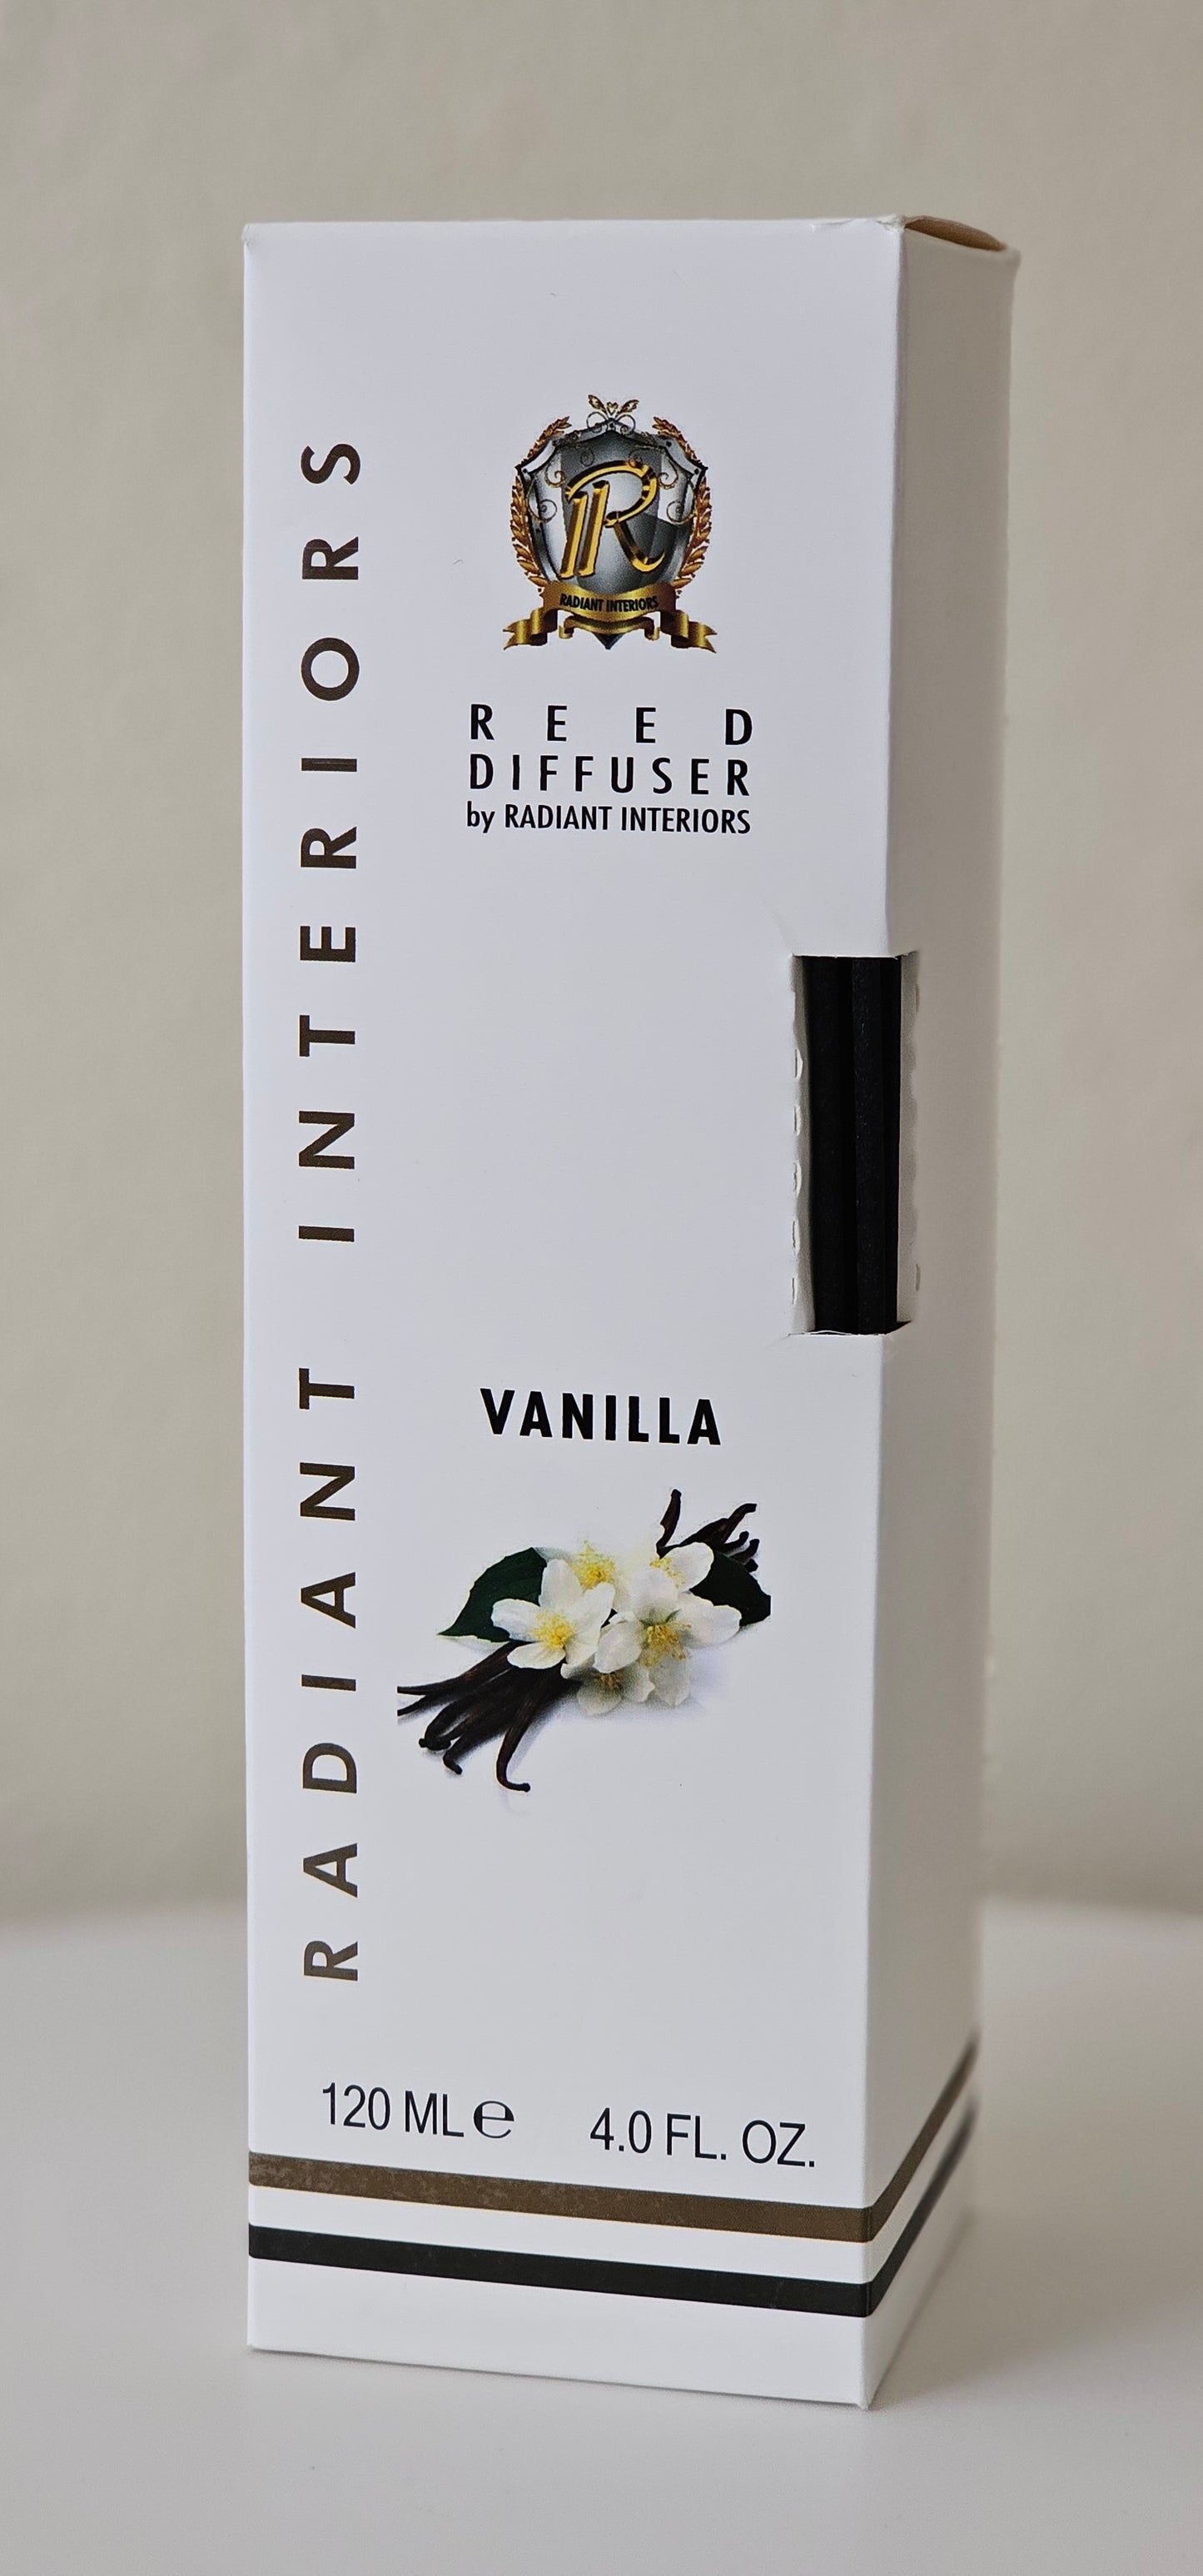 RADIANT INTERIORS
R
RADIANT INTERIORS
REED
DIFFUSER
by RADIANT INTERIORS
VANILLA
120 ML℮ 4.0 FL. OZ.